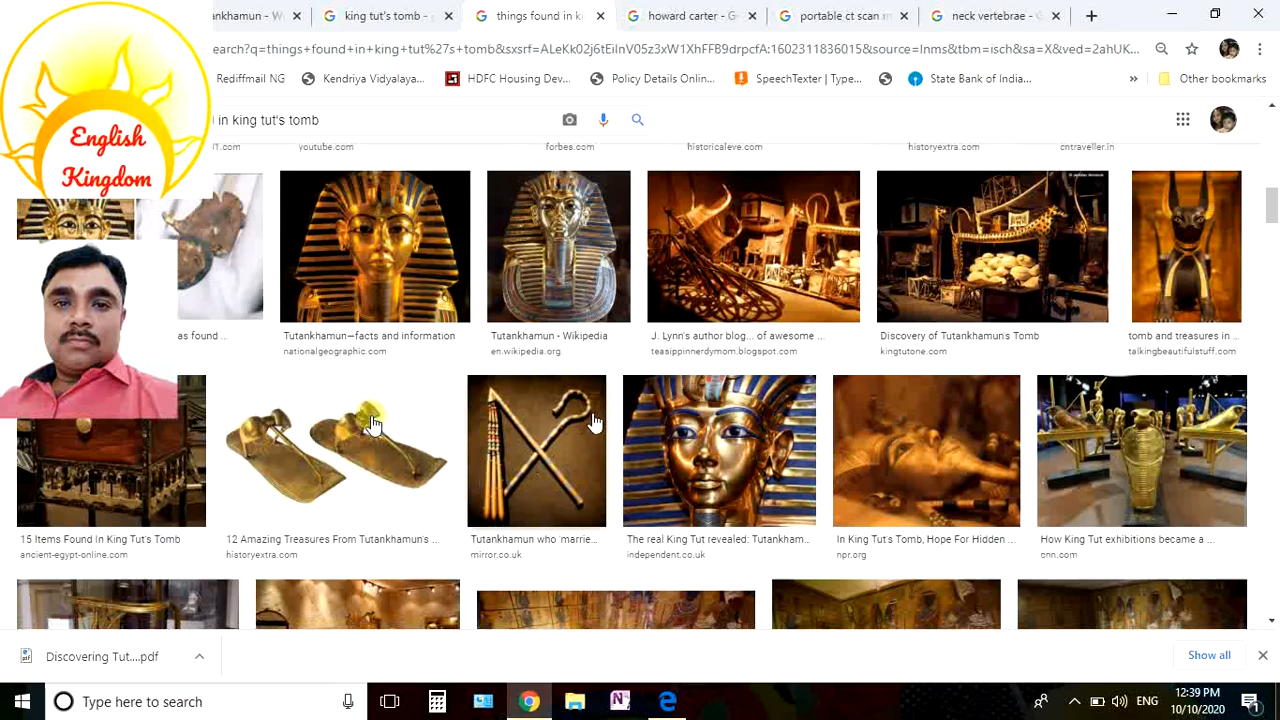 tankhamun - W
king tut's tomb -
things found in ki
howard carter - G
portable ct scan m
neck vertebrae - G
search?q=things+found+in+king+tut%27s+tomb&sxsrf=ALeKk02j6tEiInV05z3xW1XhFFB9drpcfA:1602311836015&source=lnms&tbm=isch&sa=X&ved=2ahUK...
Rediffmail NG
Kendriya Vidyalaya...
HDFC Housing Dev...
Policy Details Onlin...
SpeechTexter | Type...
State Bank of India...
»
Other bookmarks
English
Kingdom
in king tut's tomb
31.com
youtube.com
forbes.com
historicaleve.com
historyextra.com
cntraveller.in
as found ...
Tutankhamun—facts and information
nationalgeographic.com
Tutankhamun - Wikipedia
en.wikipedia.org
J. Lynn's author blog... of awesome ...
teasippinnerdymom.blogspot.com
Discovery of Tutankhamun's Tomb
kingtutone.com
tomb and treasures in ...
talkingbeautifulstuff.com
15 Items Found In King Tut's Tomb
ancient-egypt-online.com
12 Amazing Treasures From Tutankhamun's ...
historyextra.com
Tutankhamun who 'marrie...
mirror.co.uk
The real King Tut revealed: Tutankham...
independent.co.uk
In King Tut's Tomb, Hope For Hidden ...
npr.org
How King Tut exhibitions became a ...
cnn.com
Discovering Tut....pdf
Show all
Type here to search
ENG
12:39 PM
10/10/2020